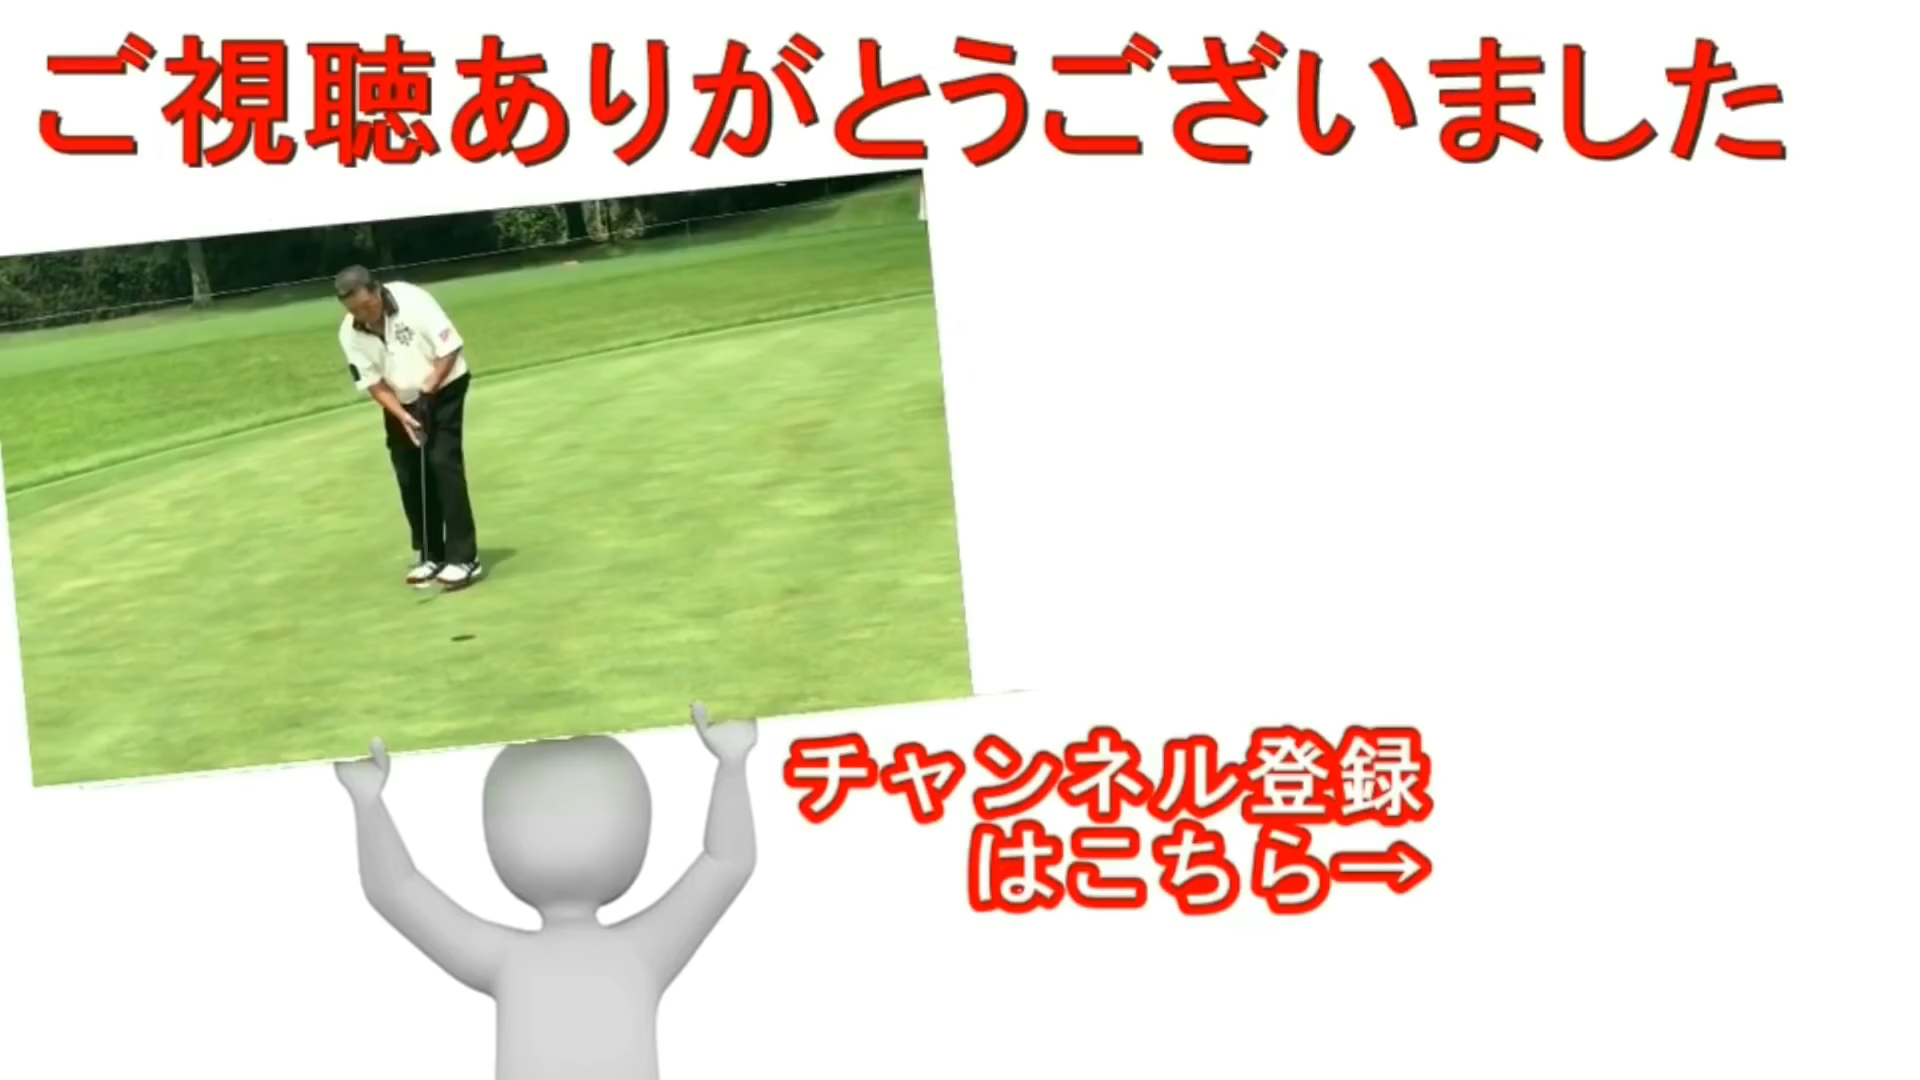 ご視聴ありがとうございました
チャンネル登録
はこちら→